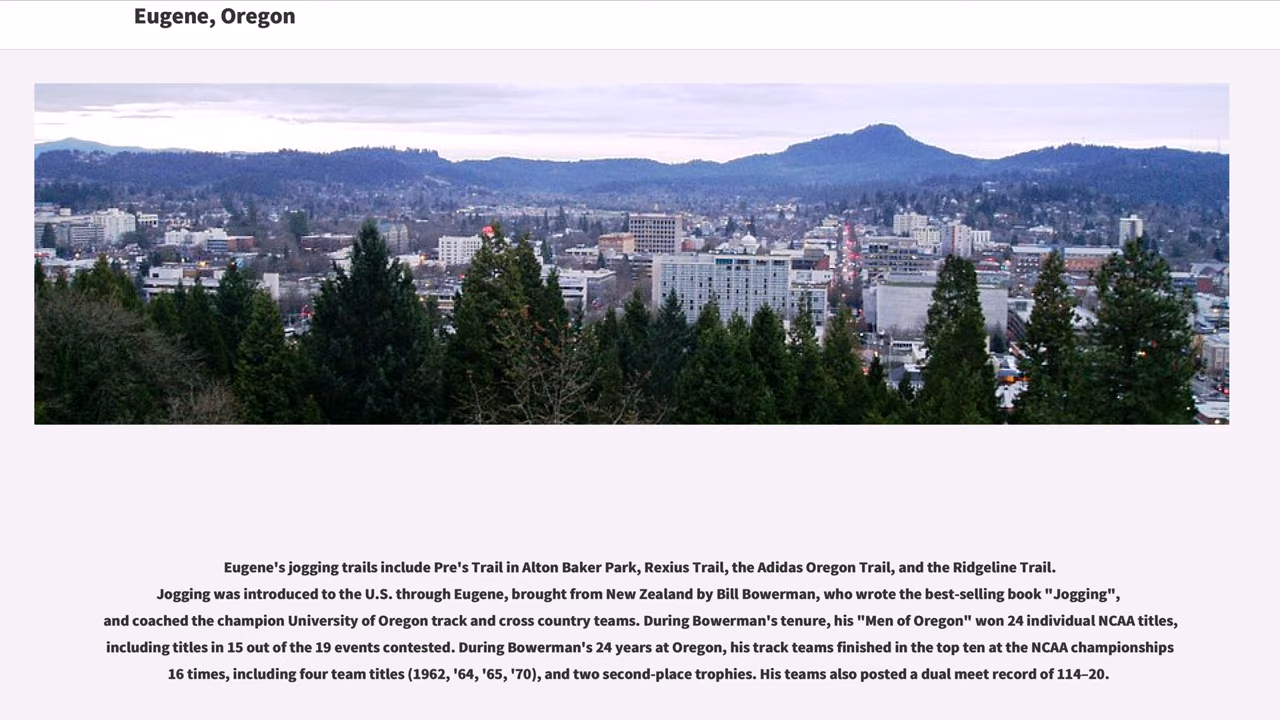 Eugene, Oregon
Eugene's jogging trails include Pre's Trail in Alton Baker Park, Rexius Trail, the Adidas Oregon Trail, and the Ridgeline Trail.
Jogging was introduced to the U.S. through Eugene, brought from New Zealand by Bill Bowerman, who wrote the best-selling book "Jogging",
and coached the champion University of Oregon track and cross country teams. During Bowerman's tenure, his "Men of Oregon" won 24 individual NCAA titles,
including titles in 15 out of the 19 events contested. During Bowerman's 24 years at Oregon, his track teams finished in the top ten at the NCAA championships
16 times, including four team titles (1962, '64, '65, '70), and two second-place trophies. His teams also posted a dual meet record of 114–20.